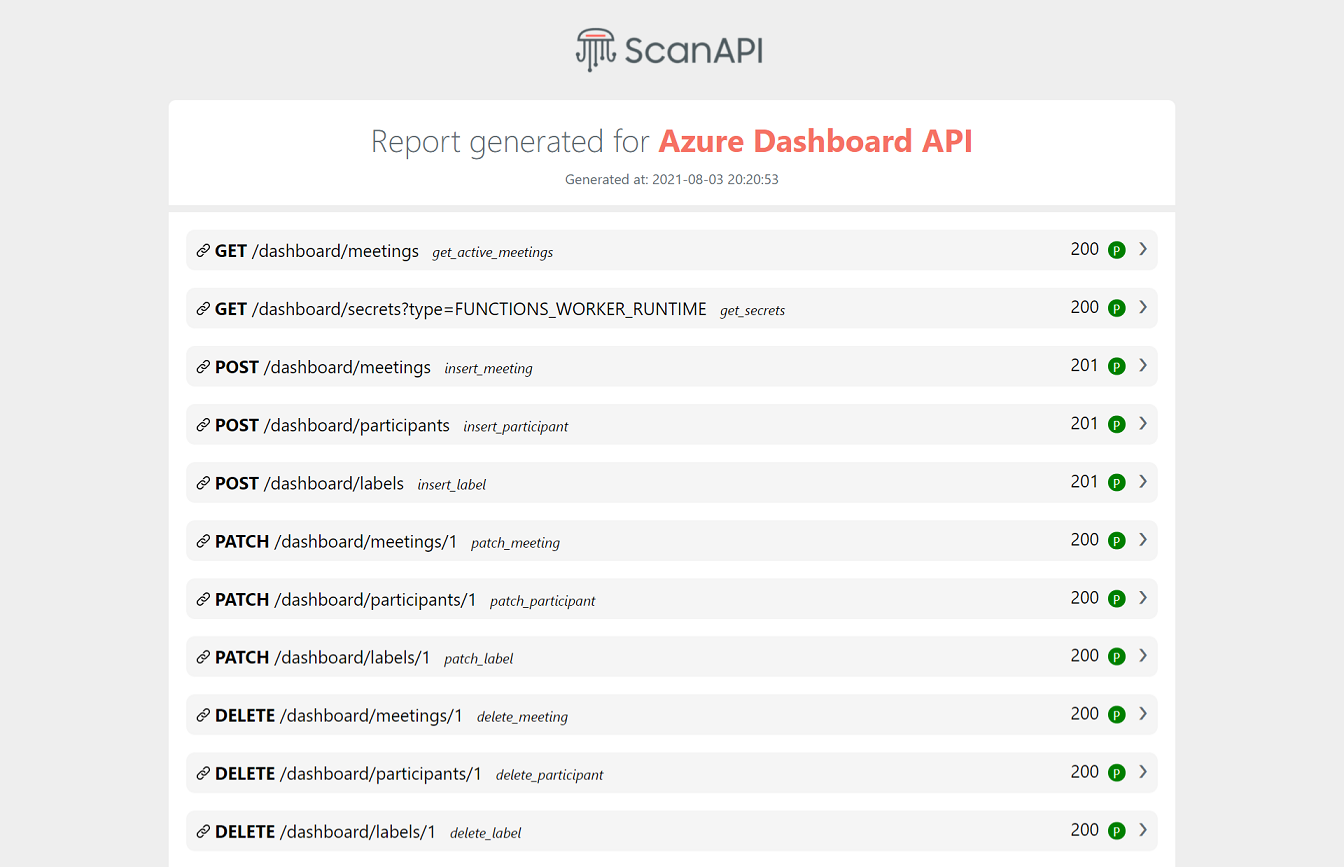 ScanAPI
Report generated for Azure Dashboard API
Generated at: 2021-08-03 20:20:53
GET /dashboard/meetings get_active_meetings 200 P
GET /dashboard/secrets?type=FUNCTIONS_WORKER_RUNTIME get_secrets 200 P
POST /dashboard/meetings insert_meeting 201 P
POST /dashboard/participants insert_participant 201 P
POST /dashboard/labels insert_label 201 P
PATCH /dashboard/meetings/1 patch_meeting 200 P
PATCH /dashboard/participants/1 patch_participant 200 P
PATCH /dashboard/labels/1 patch_label 200 P
DELETE /dashboard/meetings/1 delete_meeting 200 P
DELETE /dashboard/participants/1 delete_participant 200 P
DELETE /dashboard/labels/1 delete_label 200 P